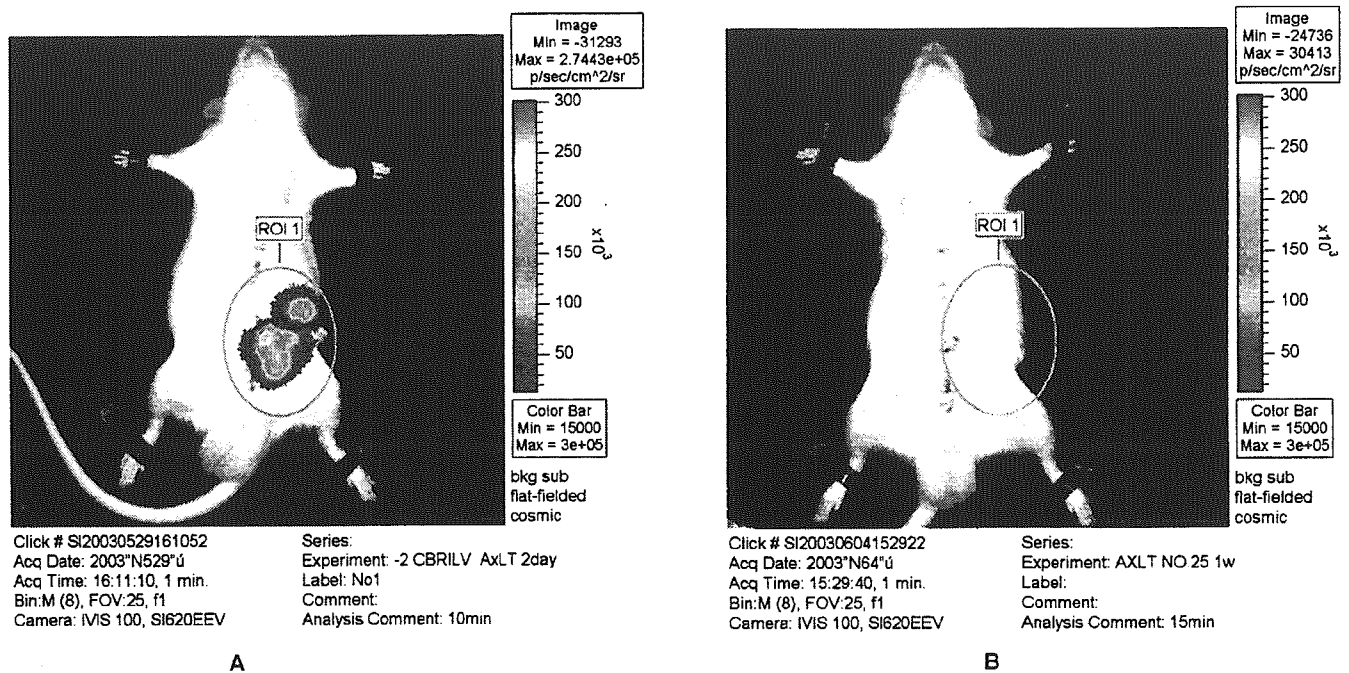 Image
Min = -31293
Max = 2.7443e+05
p/sec/cm^2/sr
300
250
200
150
100
50
x10^3
ROI 1
Color Bar
Min = 15000
Max = 3e+05
bkg sub
flat-fielded
cosmic
Click # SI20030529161052
Acq Date: 2003"N529"ú
Acq Time: 16:11:10, 1 min.
Bin:M (8), FOV:25, f1
Camera: IVIS 100, SI620EEV
Series:
Experiment: -2 CBRILV AxLT 2day
Label: No1
Comment:
Analysis Comment: 10min
A
Image
Min = -24736
Max = 30413
p/sec/cm^2/sr
300
250
200
150
100
50
x10^3
ROI 1
Color Bar
Min = 15000
Max = 3e+05
bkg sub
flat-fielded
cosmic
Click # SI20030604152922
Acq Date: 2003"N64"ú
Acq Time: 15:29:40, 1 min.
Bin:M (8), FOV:25, f1
Camera: IVIS 100, SI620EEV
Series:
Experiment: AXLT NO.25 1w
Label:
Comment:
Analysis Comment: 15min
B